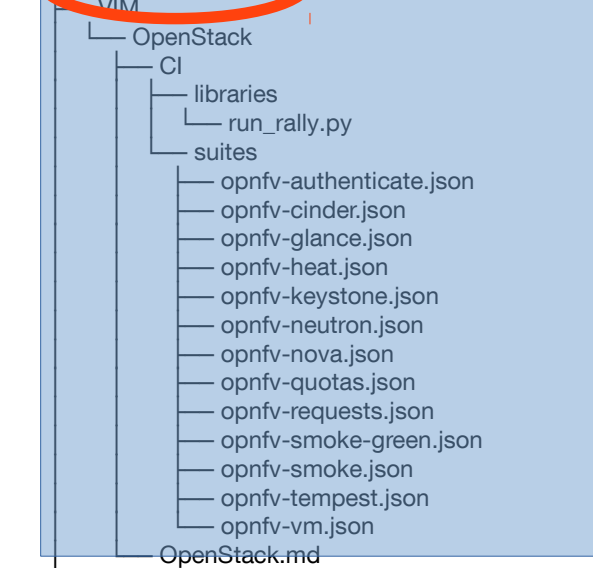 VIM
OpenStack
CI
libraries
run_rally.py
suites
opnfv-authenticate.json
opnfv-cinder.json
opnfv-glance.json
opnfv-heat.json
opnfv-keystone.json
opnfv-neutron.json
opnfv-nova.json
opnfv-quotas.json
opnfv-requests.json
opnfv-smoke-green.json
opnfv-smoke.json
opnfv-tempest.json
opnfv-vm.json
OpenStack.md